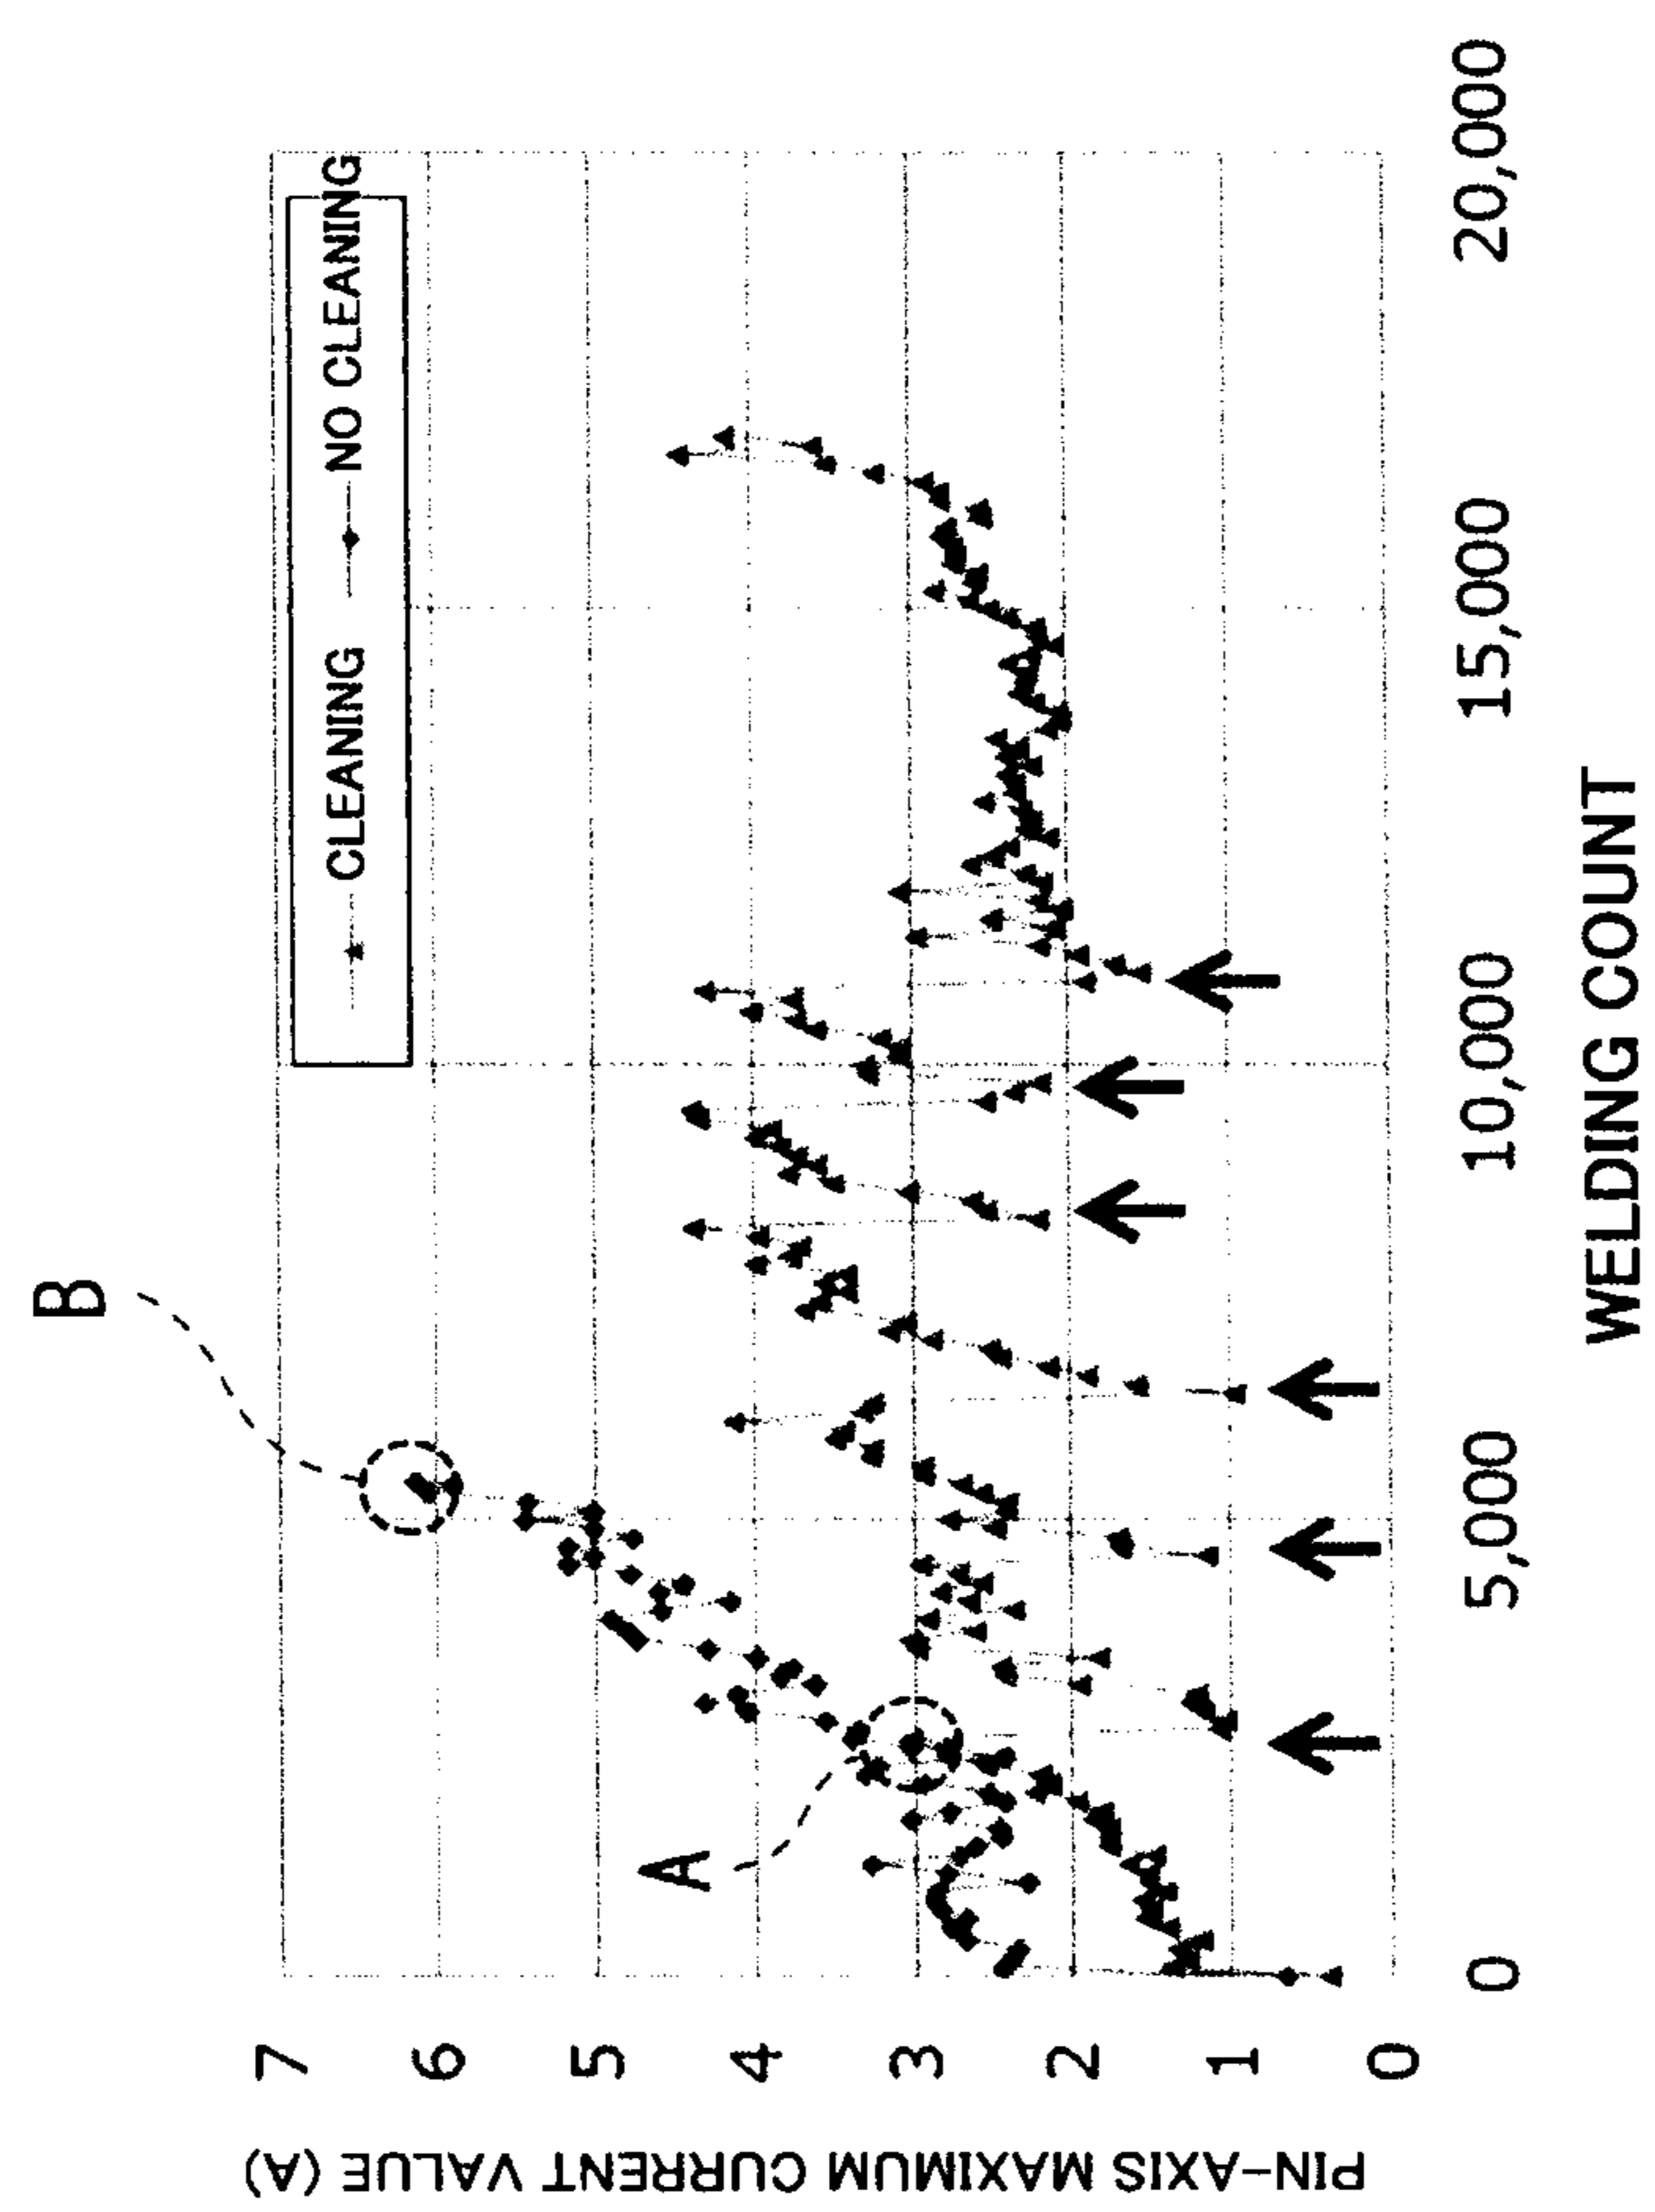 B
CLEANING NO CLEANING
A
7
6
5
4
3
2
1
0
PIN-AXIS MAXIMUM CURRENT VALUE (A)
0 5,000 10,000 15,000 20,000
WELDING COUNT